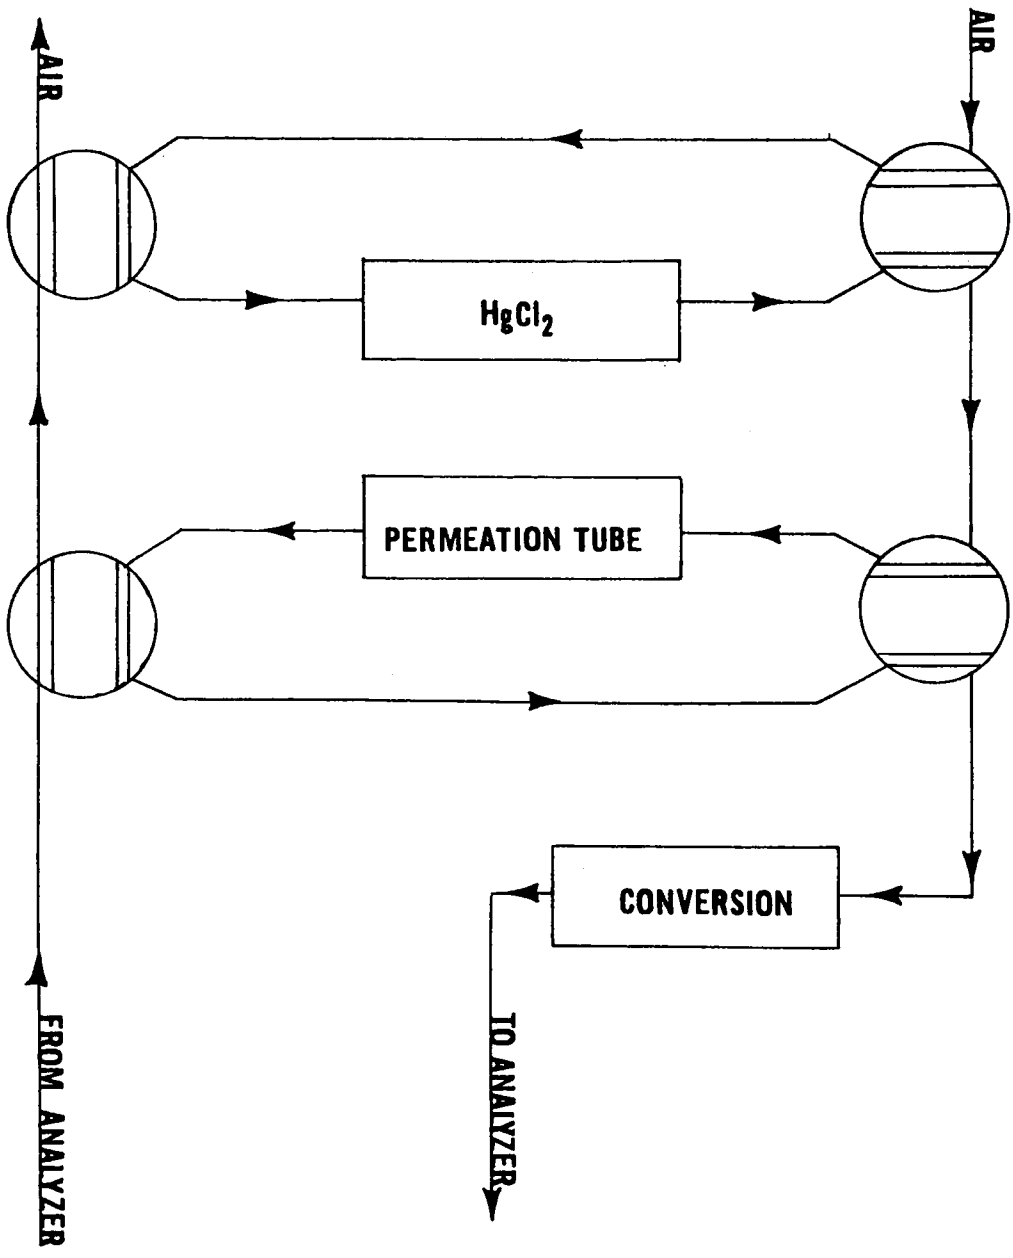 AIR
AIR
HgCl₂
PERMEATION TUBE
CONVERSION
FROM ANALYZER
TO ANALYZER